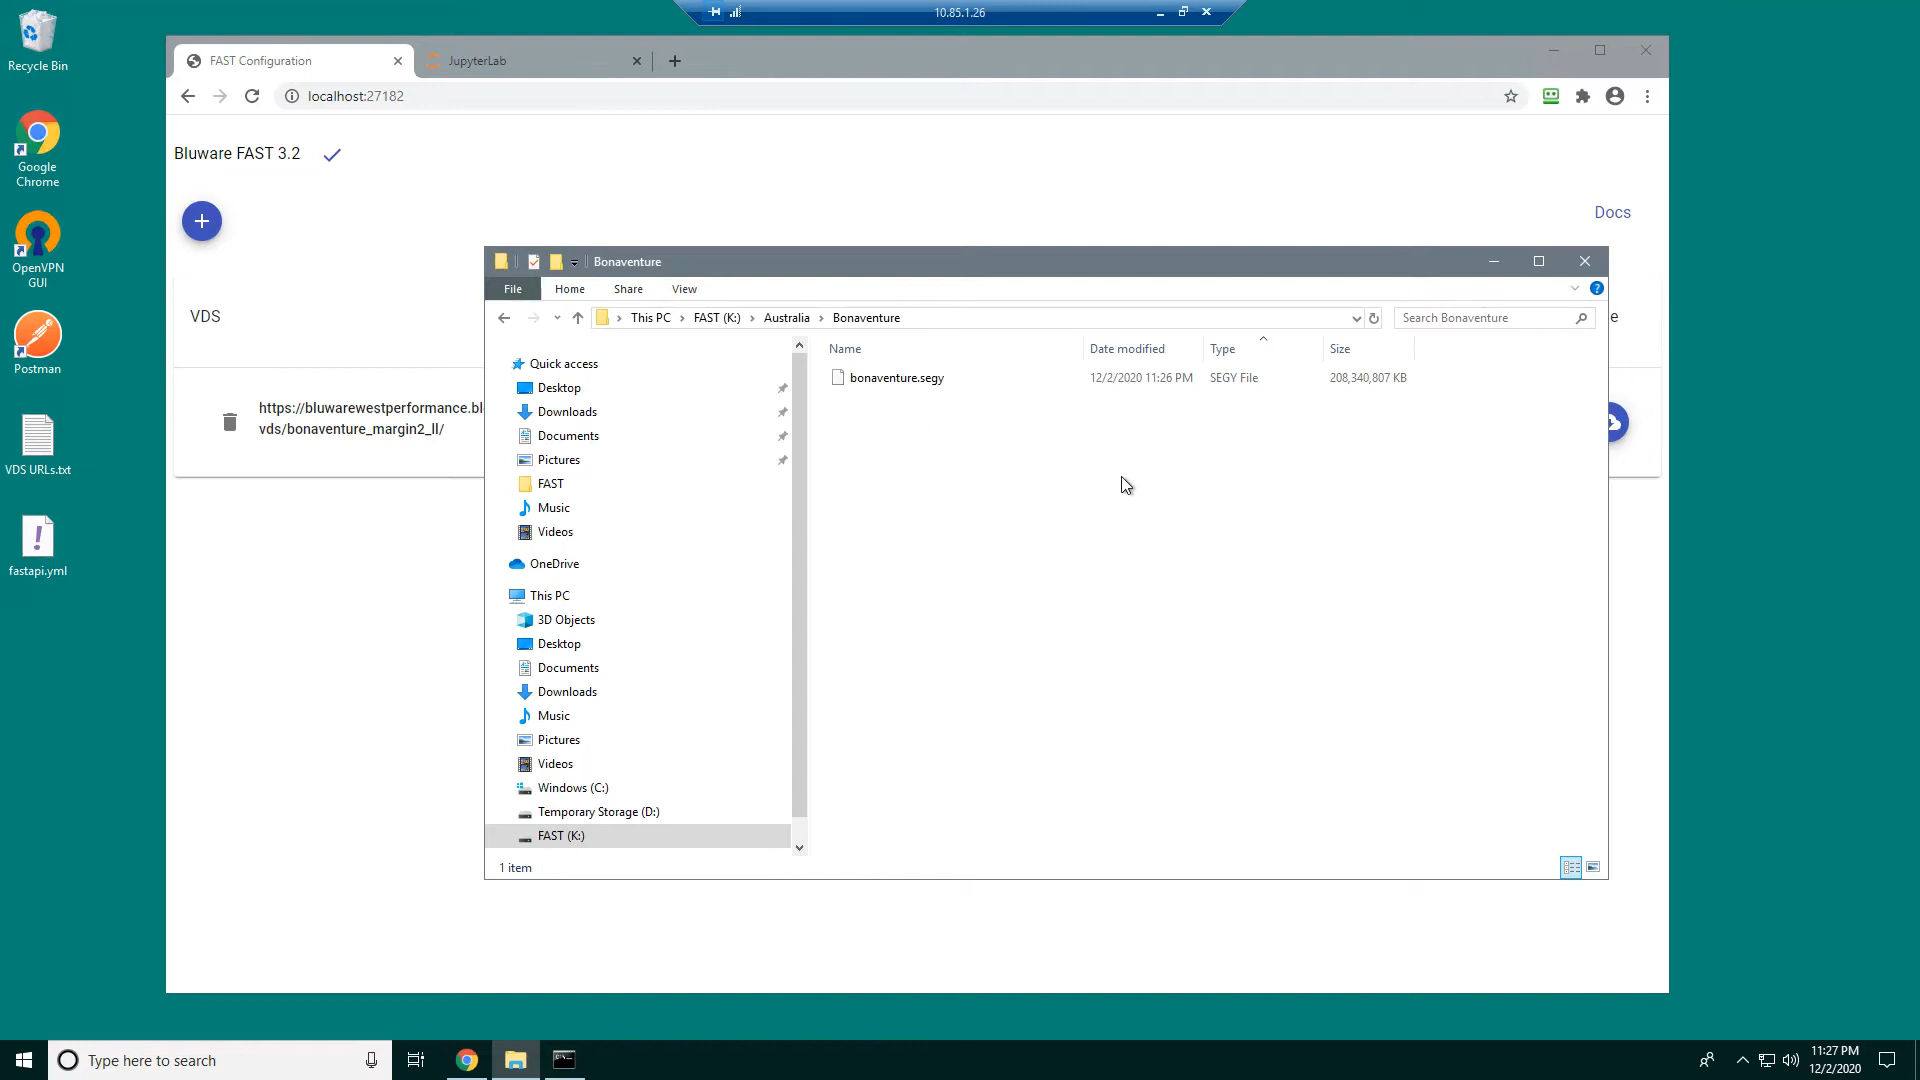 10.85.1.26
Recycle Bin
Google
Chrome
OpenVPN
GUI
Postman
VDS URLs.txt
fastapi.yml
FAST Configuration
JupyterLab
localhost:27182
Bluware FAST 3.2
Docs
VDS
https://bluwarewestperformance.bl
vds/bonaventure_margin2_ll/
e
Bonaventure
File
Home
Share
View
This PC
FAST (K:)
Australia
Bonaventure
Search Bonaventure
Name
Date modified
Type
Size
bonaventure.segy
12/2/2020 11:26 PM
SEGY File
208,340,807 KB
Quick access
Desktop
Downloads
Documents
Pictures
FAST
Music
Videos
OneDrive
This PC
3D Objects
Desktop
Documents
Downloads
Music
Pictures
Videos
Windows (C:)
Temporary Storage (D:)
FAST (K:)
1 item
Type here to search
11:27 PM
12/2/2020